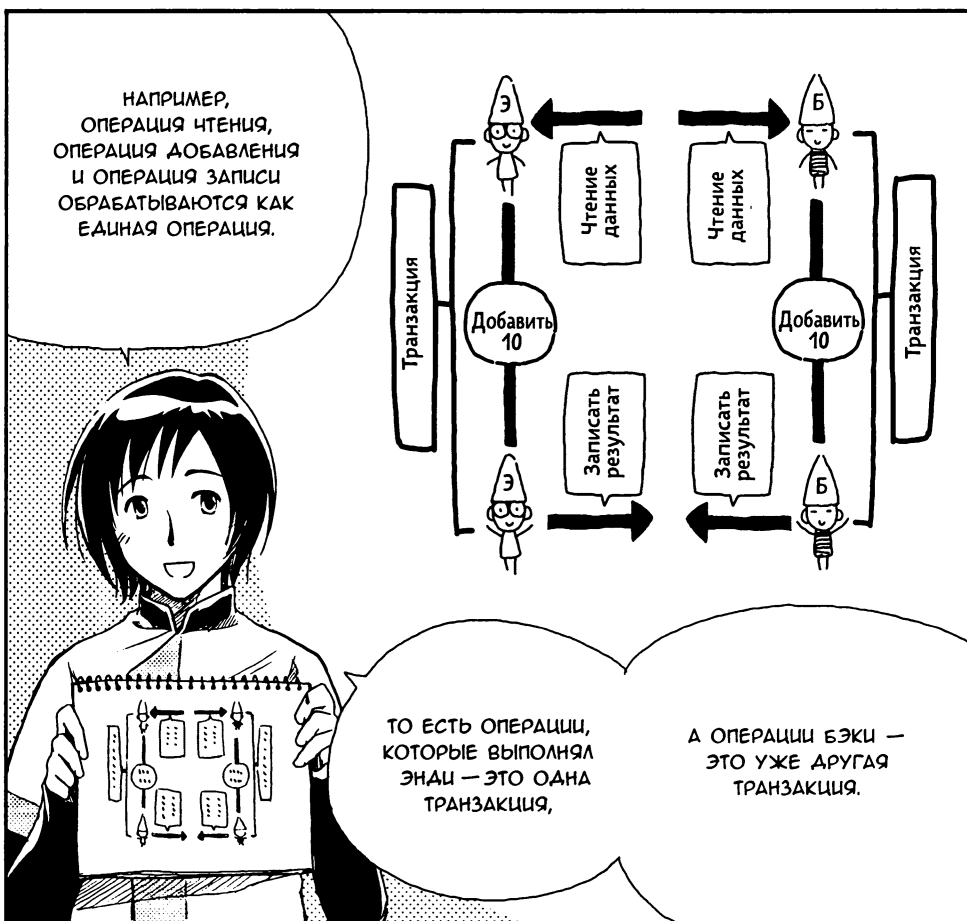 НАПРИМЕР,
ОПЕРАЦИЯ ЧТЕНИЯ,
ОПЕРАЦИЯ ДОБАВЛЕНИЯ
И ОПЕРАЦИЯ ЗАПИСИ
ОБРАБАТЫВАЮТСЯ КАК
ЕДИНАЯ ОПЕРАЦИЯ.
Э
Б
Чтение
данных
Чтение
данных
Транзакция
Добавить
10
Добавить
10
Транзакция
Записать
результат
Записать
результат
Э
Б
ТО ЕСТЬ ОПЕРАЦИИ,
КОТОРЫЕ ВЫПОЛНЯЛ
ЭНДИ — ЭТО ОДНА
ТРАНЗАКЦИЯ,
А ОПЕРАЦИИ БЭКИ —
ЭТО УЖЕ ДРУГАЯ
ТРАНЗАКЦИЯ.